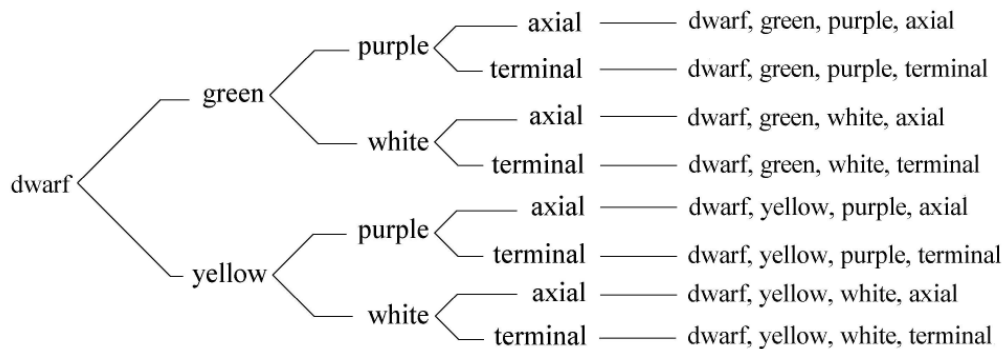 purple axial dwarf, green, purple, axial
terminal dwarf, green, purple, terminal
green
white axial dwarf, green, white, axial
terminal dwarf, green, white, terminal
dwarf
purple axial dwarf, yellow, purple, axial
terminal dwarf, yellow, purple, terminal
yellow
white axial dwarf, yellow, white, axial
terminal dwarf, yellow, white, terminal